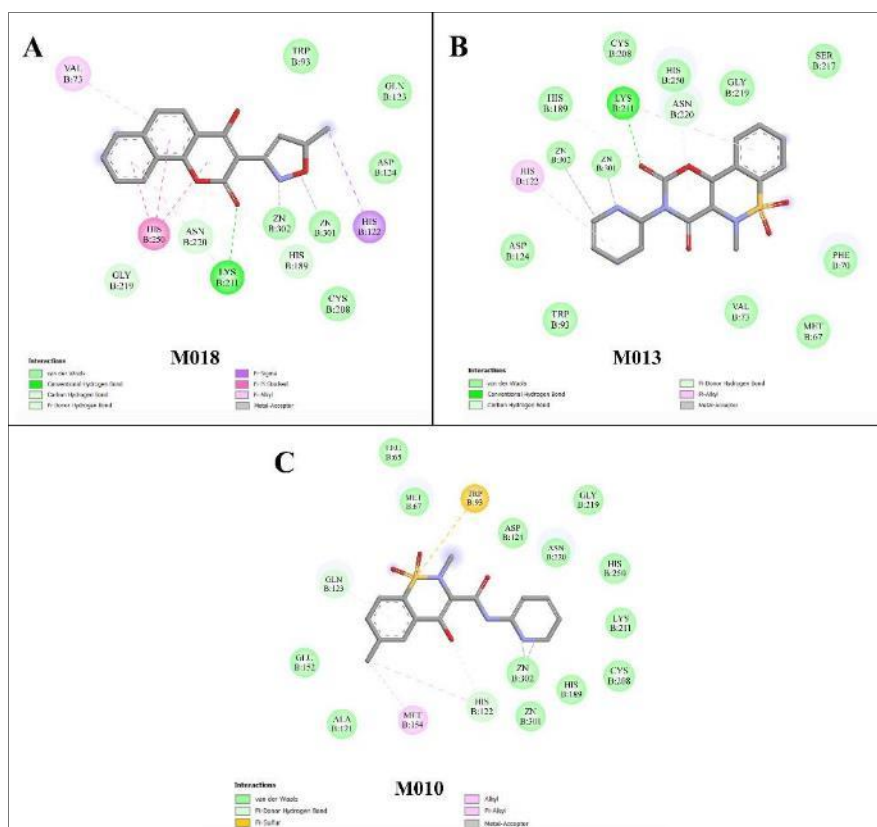 A
VAL
B:73
TRP
B:93
GLN
B:123
ASP
B:124
HIS
B:250
ASN
B:220
ZN
B:302
ZN
B:301
HIS
B:122
GLY
B:219
LYS
B:211
HIS
B:189
CYS
B:208
M018
Interactions
van der Waals
Conventional Hydrogen Bond
Carbon Hydrogen Bond
Pi-Donor Hydrogen Bond
Pi-Sigma
Pi-Pi Stacked
Pi-Alkyl
Metal-Acceptor
B
CYS
B:208
HIS
B:250
SER
B:217
GLY
B:219
HIS
B:189
LYS
B:211
ASN
B:220
ZN
B:302
ZN
B:301
HIS
B:122
ASP
B:124
PHE
B:70
TRP
B:93
VAL
B:73
MET
B:67
M013
Interactions
van der Waals
Conventional Hydrogen Bond
Carbon Hydrogen Bond
Pi-Donor Hydrogen Bond
Pi-Alkyl
Metal-Acceptor
C
LEU
B:65
MET
B:67
TRP
B:93
GLY
B:219
ASP
B:124
ASN
B:220
GLN
B:123
HIS
B:250
LYS
B:211
GLU
B:152
ZN
B:302
HIS
B:189
CYS
B:208
HIS
B:122
ZN
B:301
ALA
B:121
MET
B:154
M010
Interactions
van der Waals
Pi-Donor Hydrogen Bond
Pi-Sulfur
Alkyl
Pi-Alkyl
Metal-Acceptor